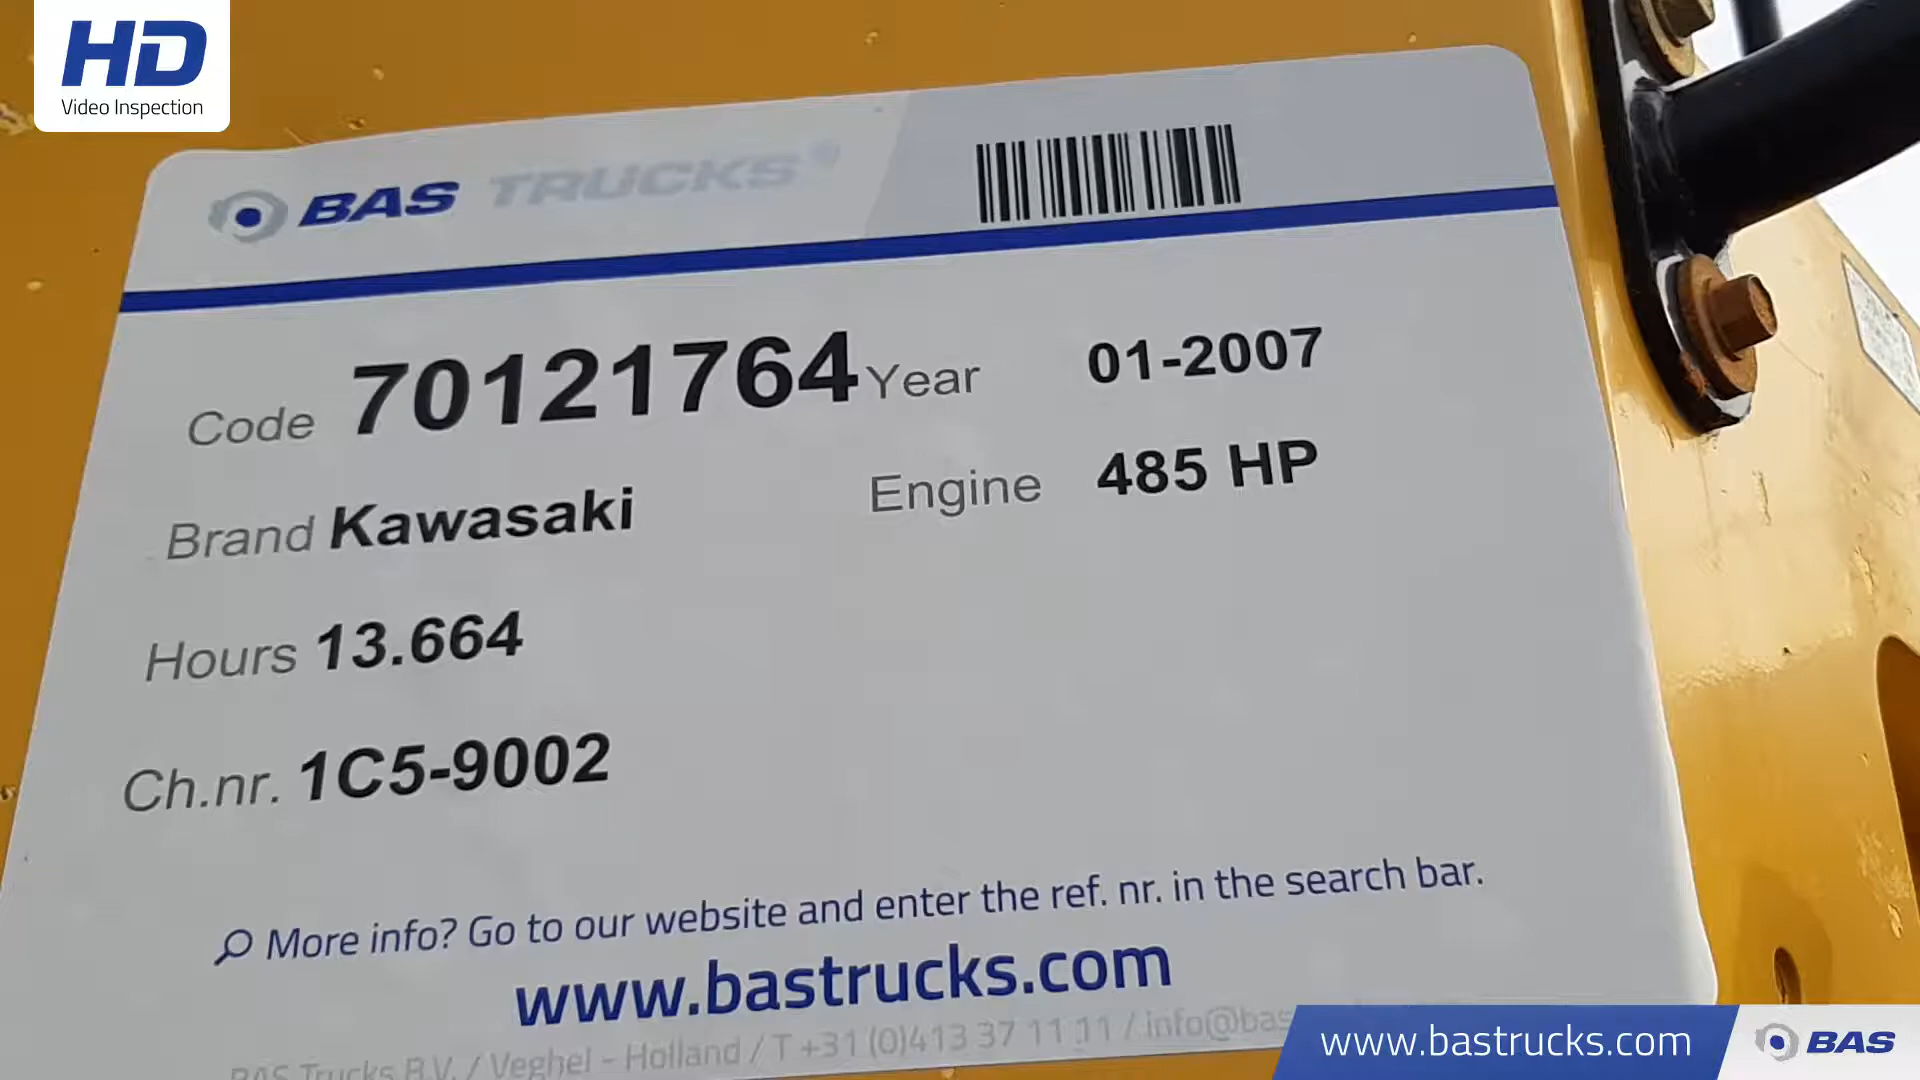 HD
Video Inspection
BAS TRUCKS
Code 70121764 Year 01-2007
Brand Kawasaki Engine 485 HP
Hours 13.664
Ch.nr. 1C5-9002
More info? Go to our website and enter the ref. nr. in the search bar.
www.bastrucks.com
BAS Trucks B.V. / Veghel - Holland / T +31 (0)413 37 11 11 / info@bas
www.bastrucks.com BAS